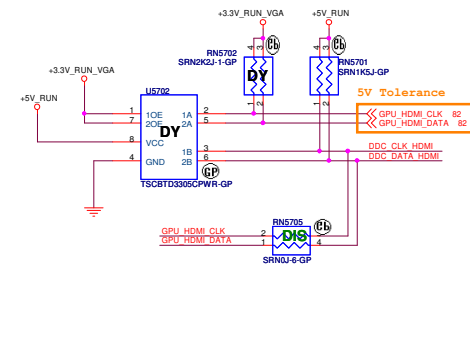 +3.3V_RUN_VGA
+5V_RUN
RN5702
SRN2K2J-1-GP
4
3
DY
1
2
RN5701
SRN1K5J-GP
4
3
1
2
+3.3V_RUN_VGA
+5V_RUN
U5702
1 1OE 1A 2
7 2OE 2A 5
DY
8 VCC
1B 3
4 GND 2B 6
GP
TSCBTD3305CPWR-GP
5V Tolerance
GPU_HDMI_CLK 82
GPU_HDMI_DATA 82
DDC_CLK_HDMI
DDC_DATA_HDMI
RN5705
GPU_HDMI_CLK 2
GPU_HDMI_DATA 1 4
DIS
SRN0J-6-GP